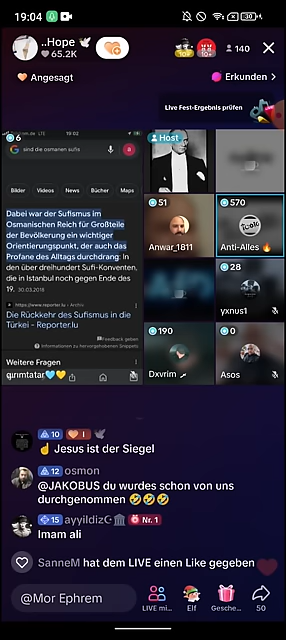 19:04
30
..Hope 🕊
65.2K
10+
10+
140
Angesagt
Erkunden >
Live Fest-Ergebnis prüfen
6
19:02
sind die osmanen sufis
Bilder Videos News Bücher Maps
Dabei war der Sufismus im
Osmanischen Reich für Großteile
der Bevölkerung ein wichtiger
Orientierungspunkt, der auch das
Profane des Alltags durchdrang: In
den über dreihundert Sufi-Konventen,
die in Istanbul noch gegen Ende des
19. 30.03.2018
https://www.reporter.lu › Archiv
Die Rückkehr des Sufismus in die
Türkei - Reporter.lu
Feedback geben
Informationen zu hervorgehobenen Snippets
Weitere Fragen
qırımtatar💛🩵
Host
51
Anwar_1811
570
Anti-Alles 🔥
28
yxnus1
190
Dxvrim
0
Asos
10 I 🕊
☝ Jesus ist der Siegel
12 osmon
@JAKOBUS du wurdes schon von uns
durchgenommen 🤣🤣🤣
15 ayyildiz☪🏛 Nr. 1
Imam ali
SanneM hat dem LIVE einen Like gegeben
@Mor Ephrem
LIVE mi...
Elf
Gesche...
50